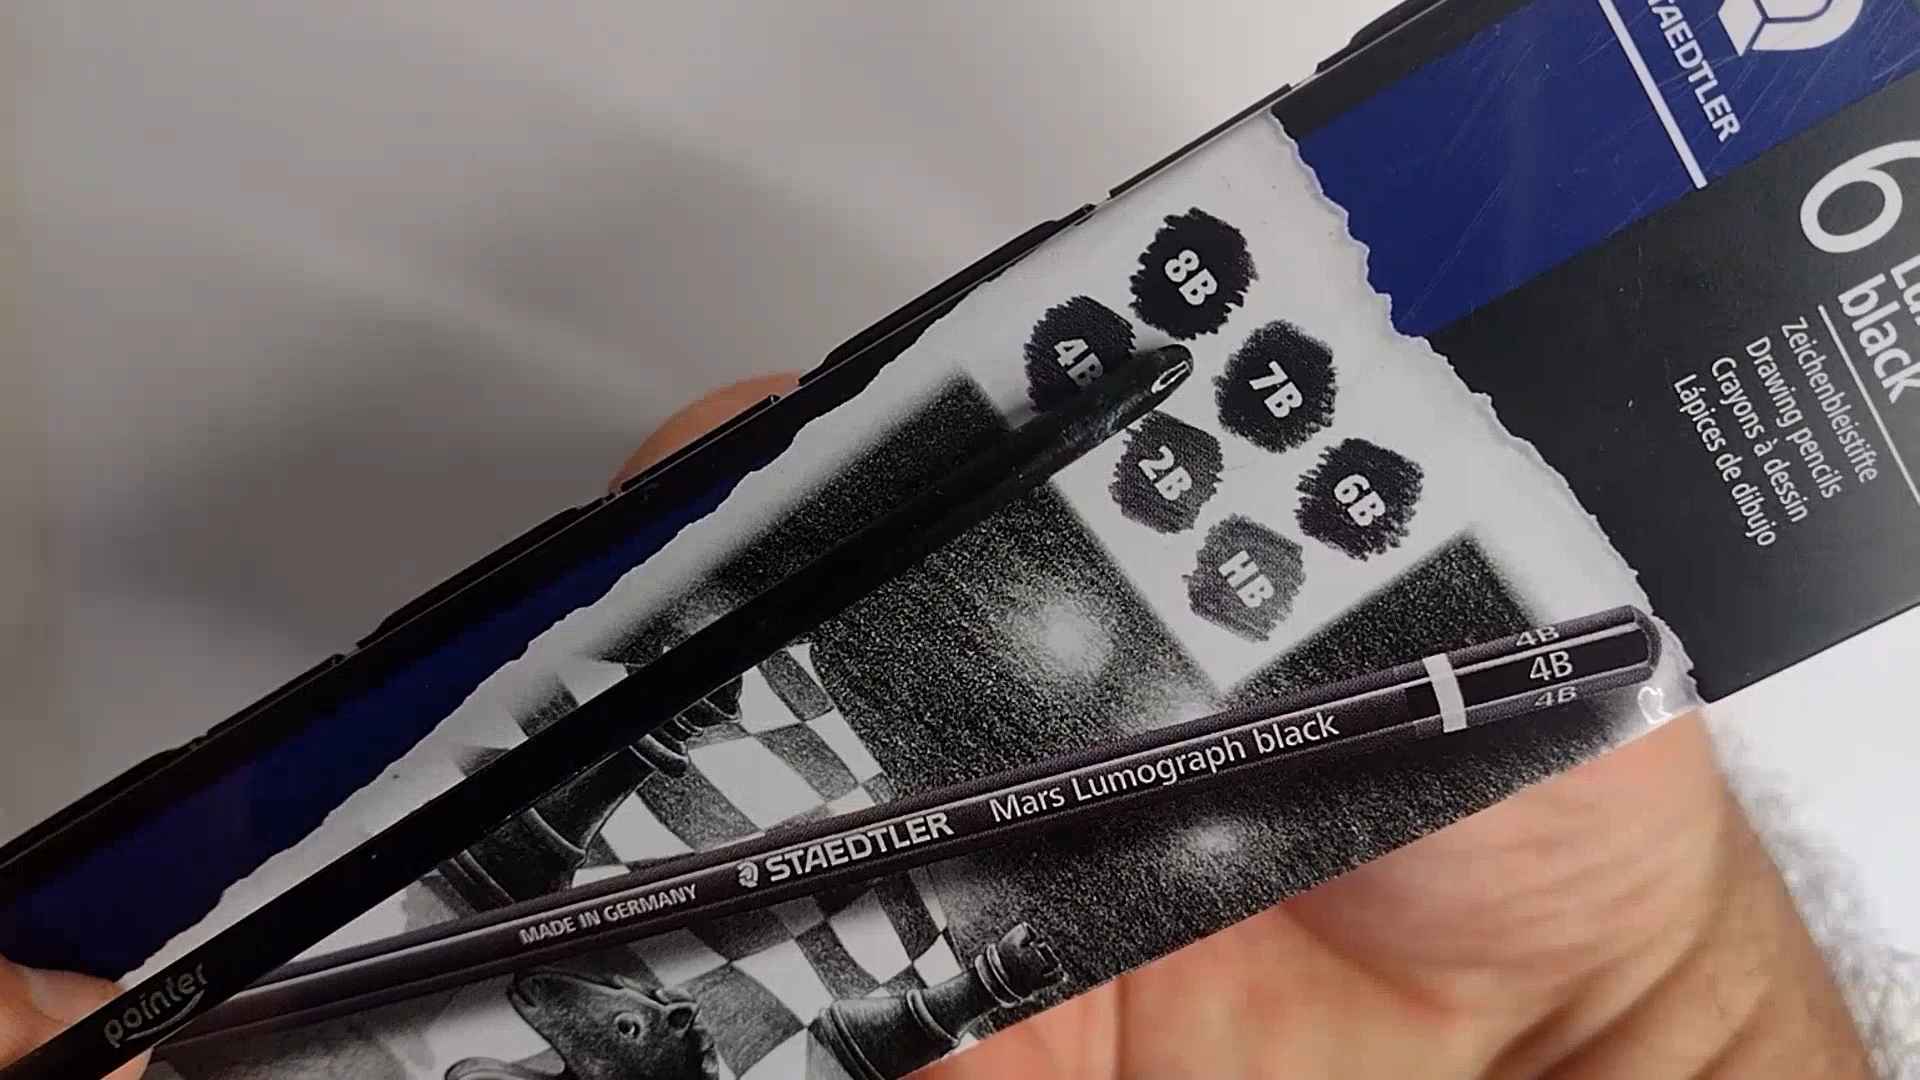 STAEDTLER
6
black
Zeichenbleistifte
Drawing pencils
Crayons à dessin
Lápices de dibujo
8B
4B
7B
2B
6B
HB
4B
4B
4B
MADE IN GERMANY STAEDTLER Mars Lumograph black
pointer